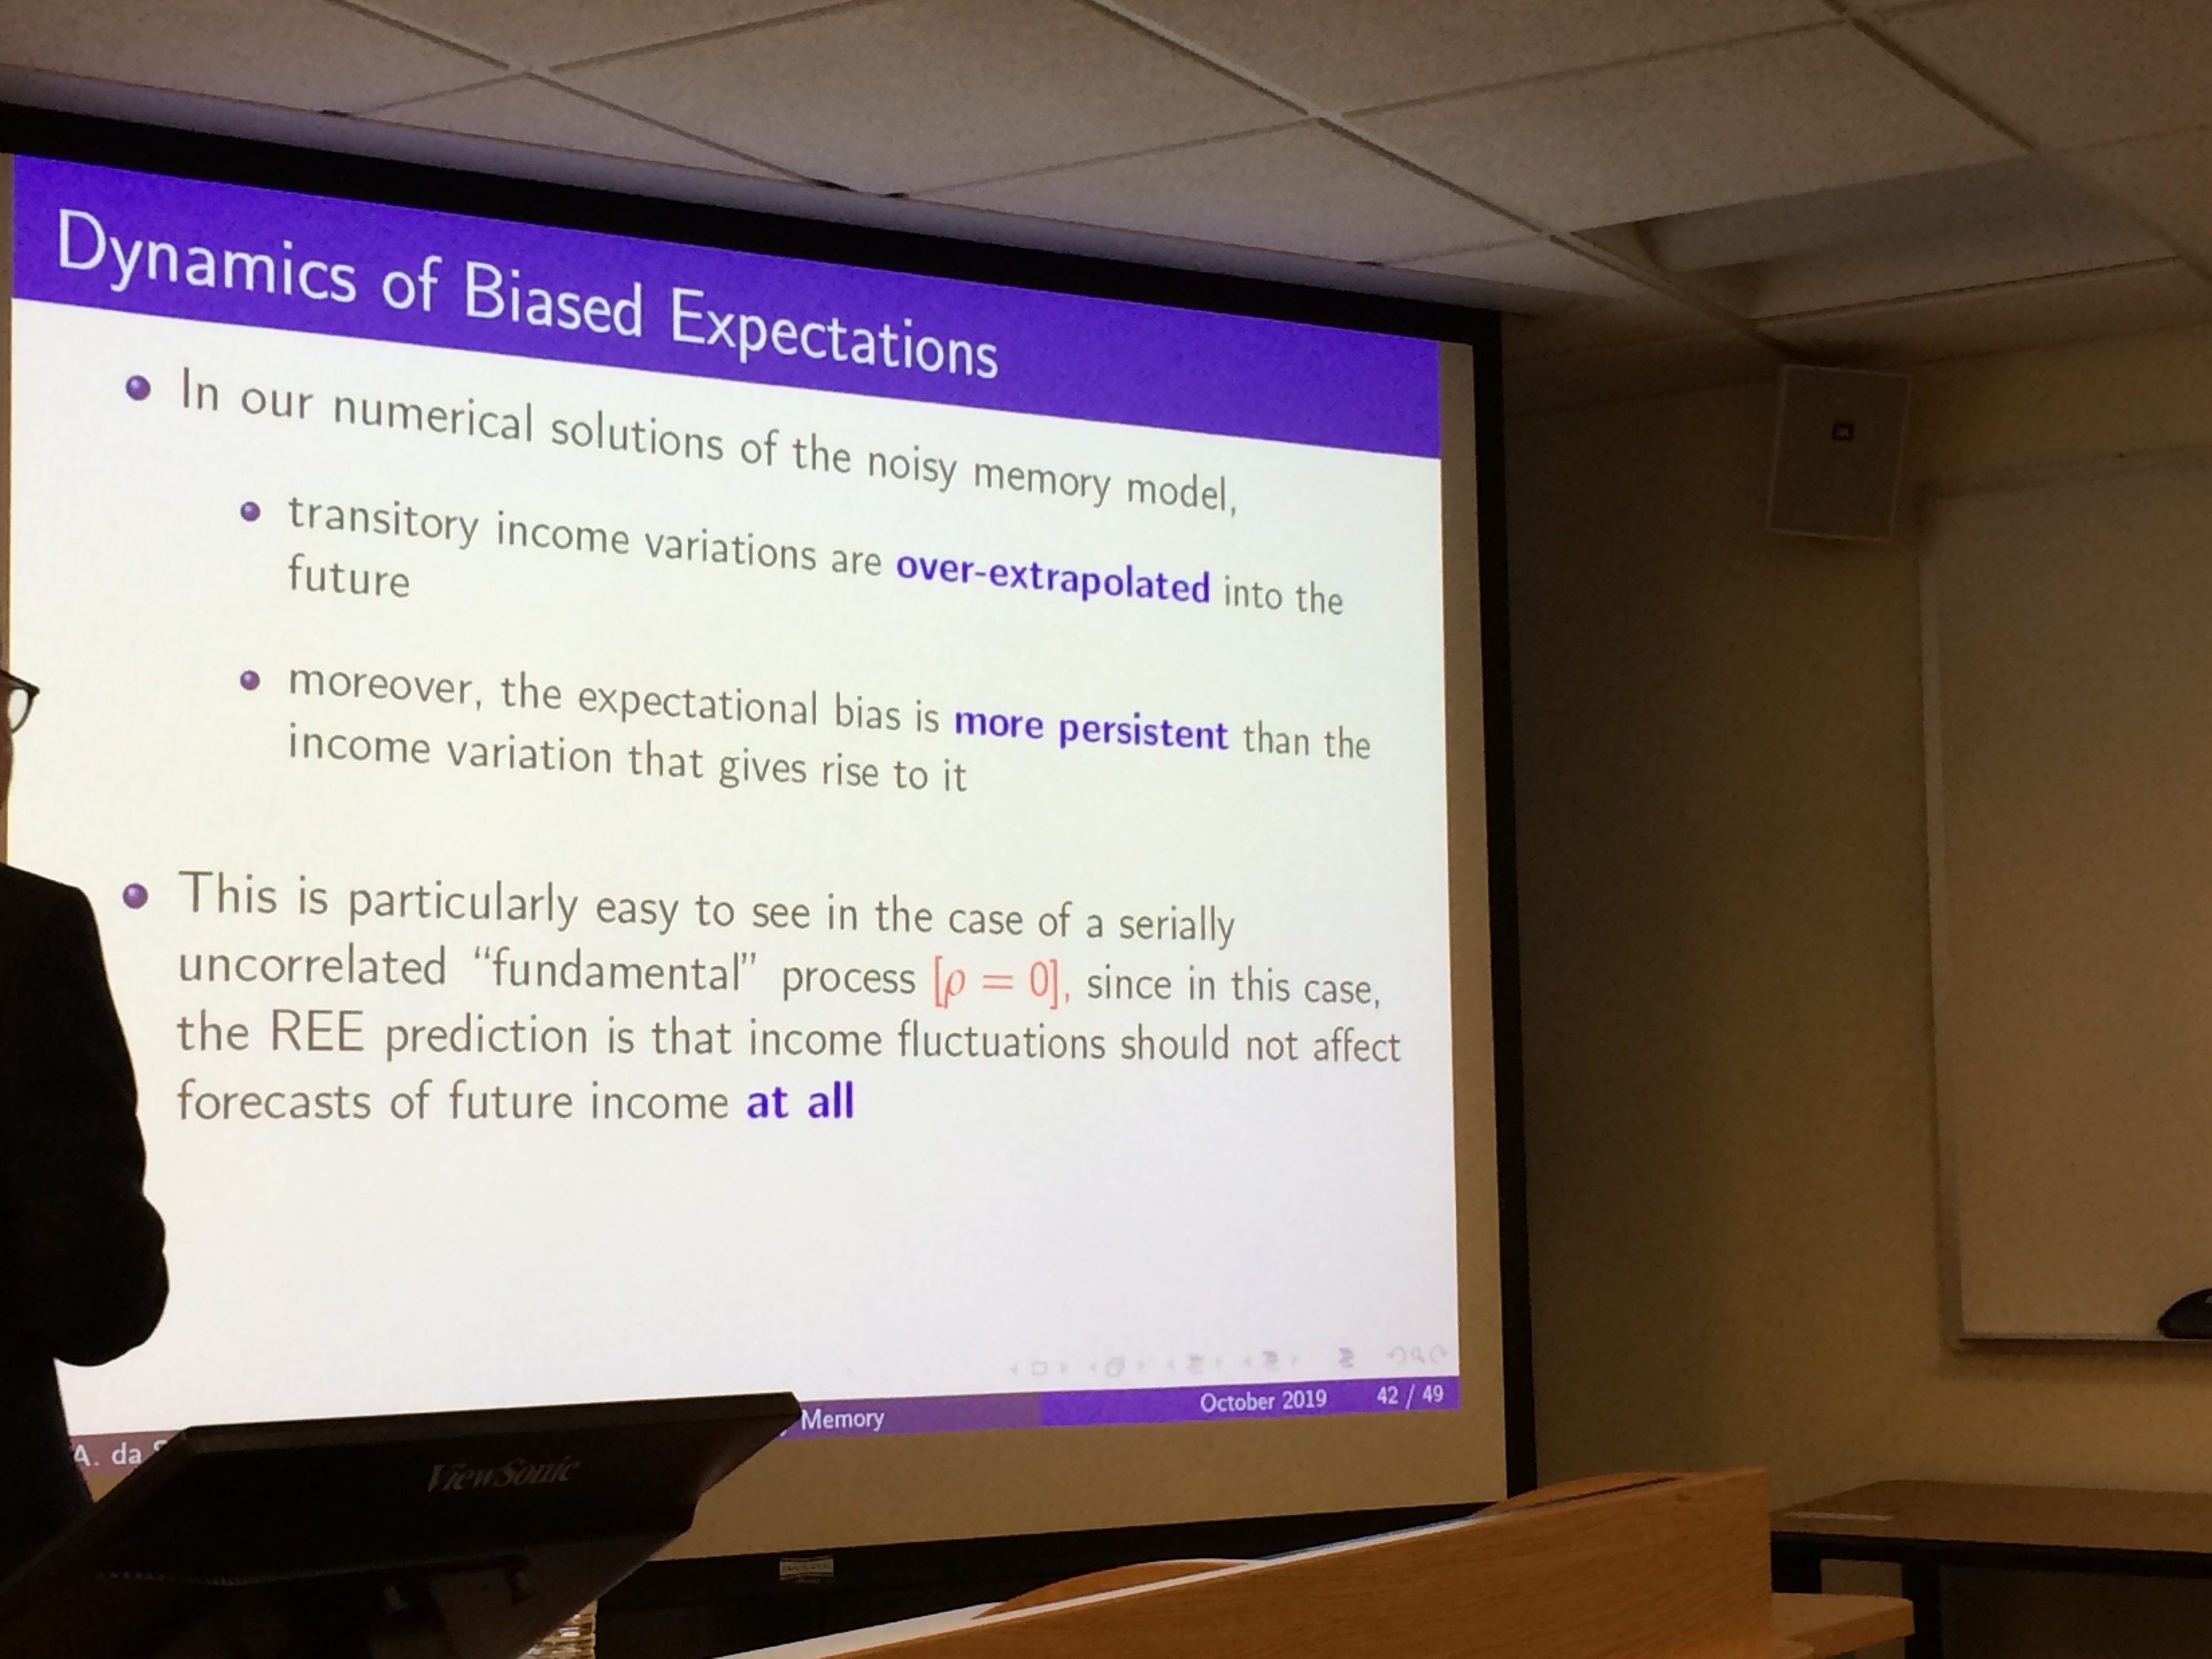 Dynamics of Biased Expectations
In our numerical solutions of the noisy memory model,
transitory income variations are over-extrapolated into the
future
moreover, the expectational bias is more persistent than the
income variation that gives rise to it
This is particularly easy to see in the case of a serially
uncorrelated “fundamental” process [ρ = 0], since in this case,
the REE prediction is that income fluctuations should not affect
forecasts of future income at all
A. da
Memory
October 2019 42 / 49
ViewSonic